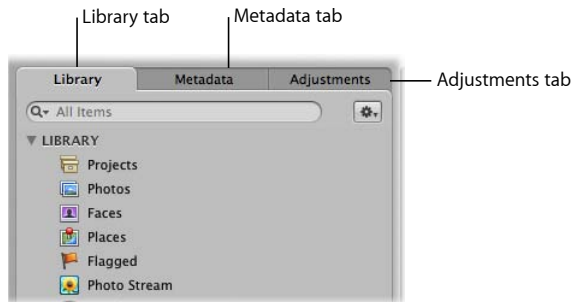 Library tab
Metadata tab
Library
Metadata
Adjustments
Adjustments tab
All Items
LIBRARY
Projects
Photos
Faces
Places
Flagged
Photo Stream